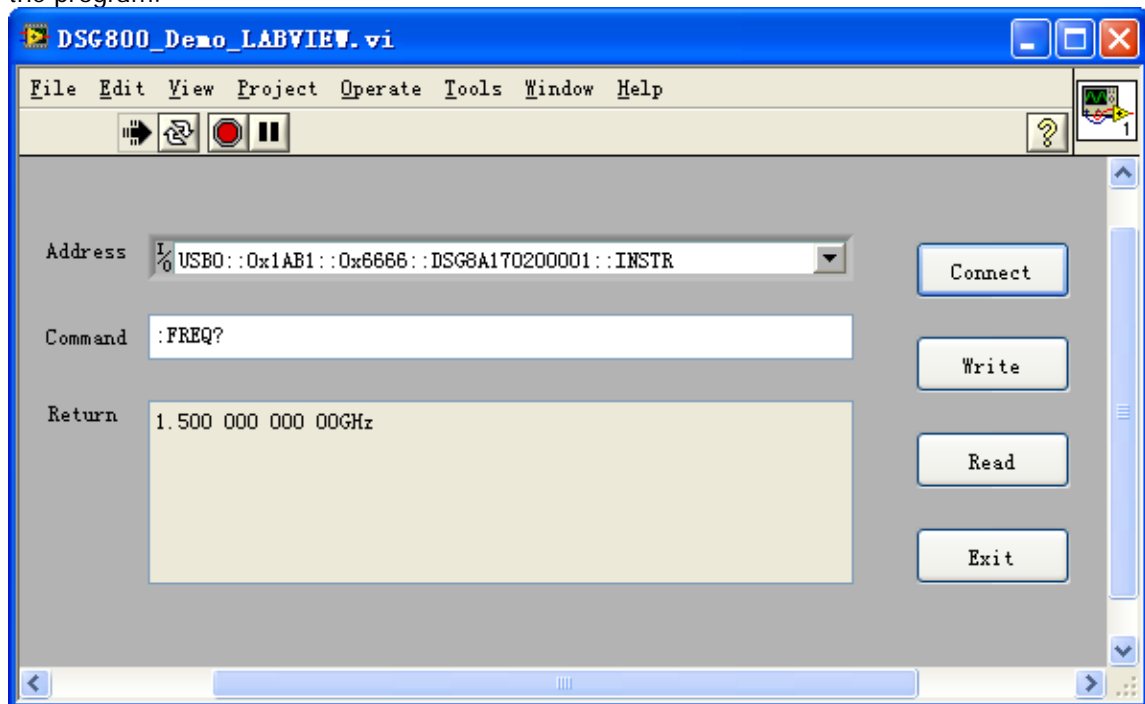 the program.
DSG800_Demo_LABVIEW.vi
File Edit View Project Operate Tools Window Help
1
Address I/O USB0::0x1AB1::0x6666::DSG8A170200001::INSTR
Connect
Command :FREQ?
Write
Return 1.500 000 000 00GHz
Read
Exit